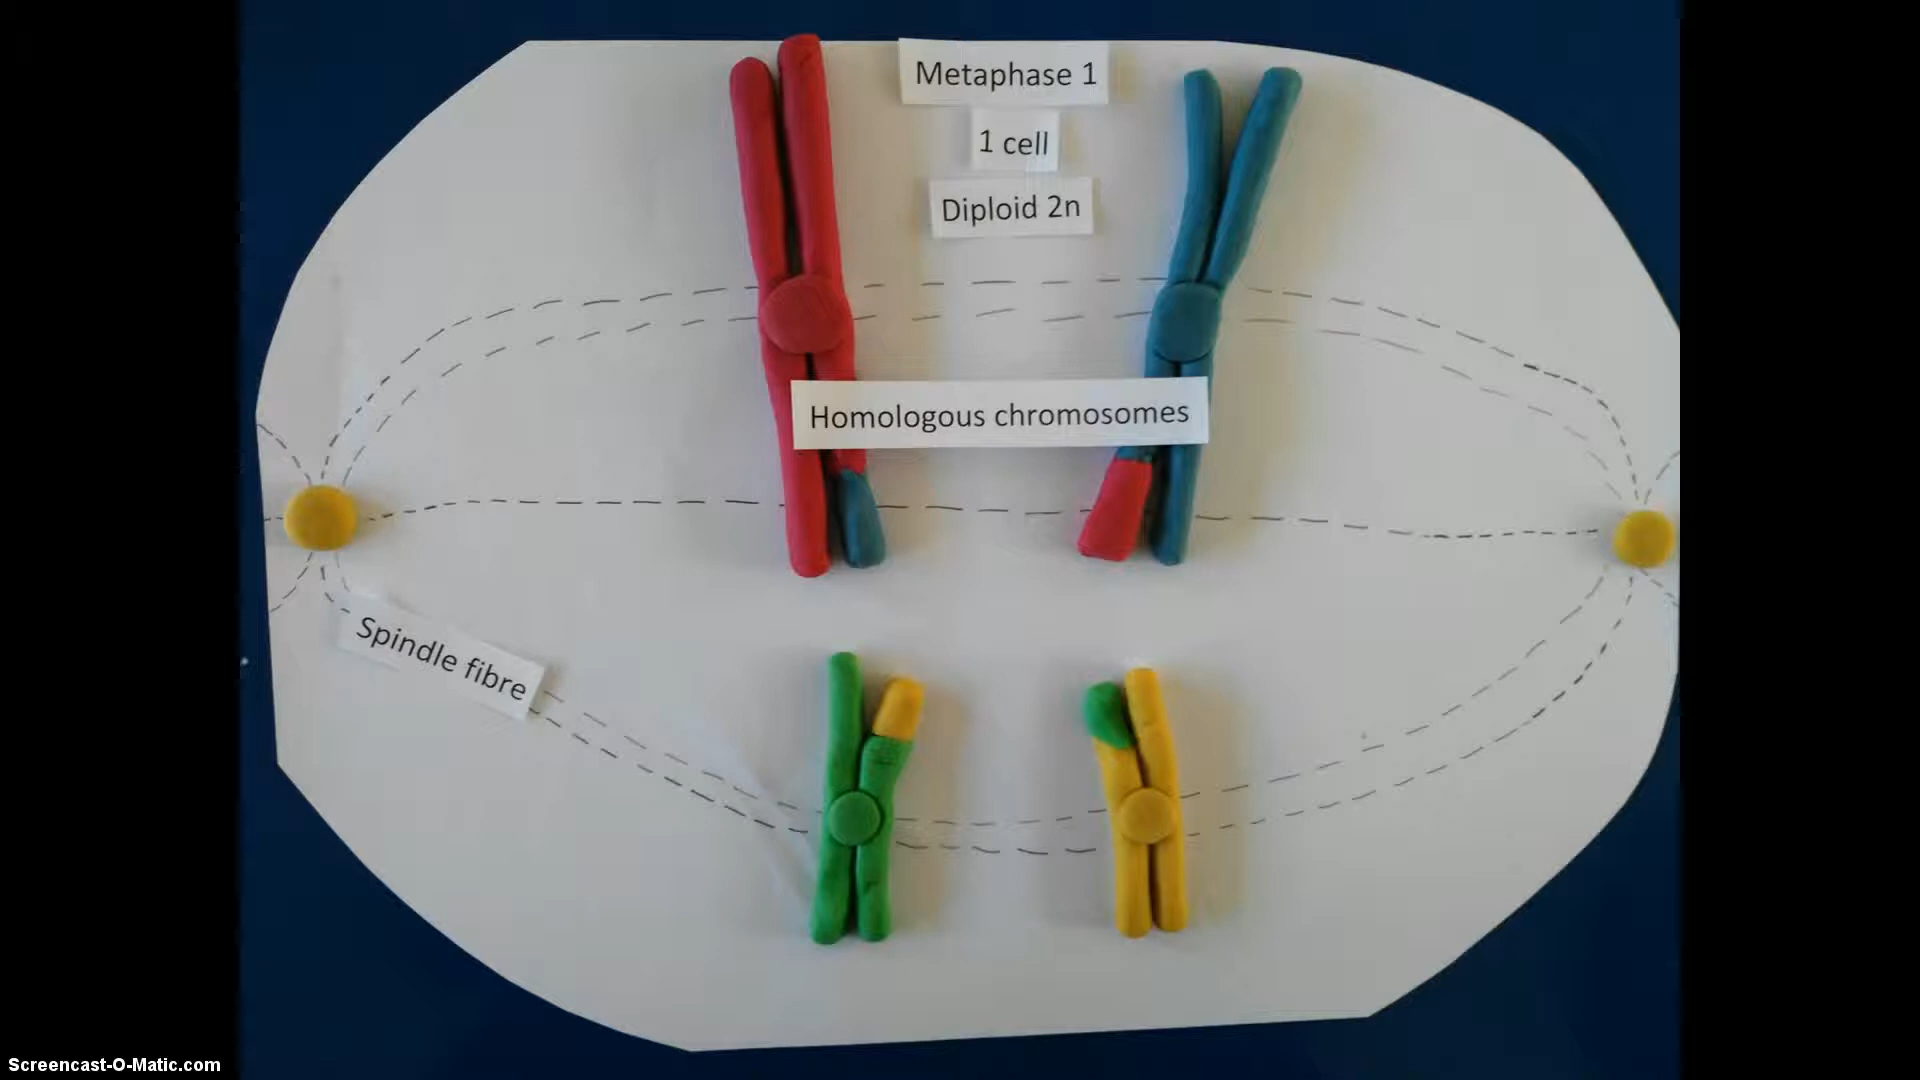 Metaphase 1
1 cell
Diploid 2n
Homologous chromosomes
Spindle fibre
Screencast-O-Matic.com